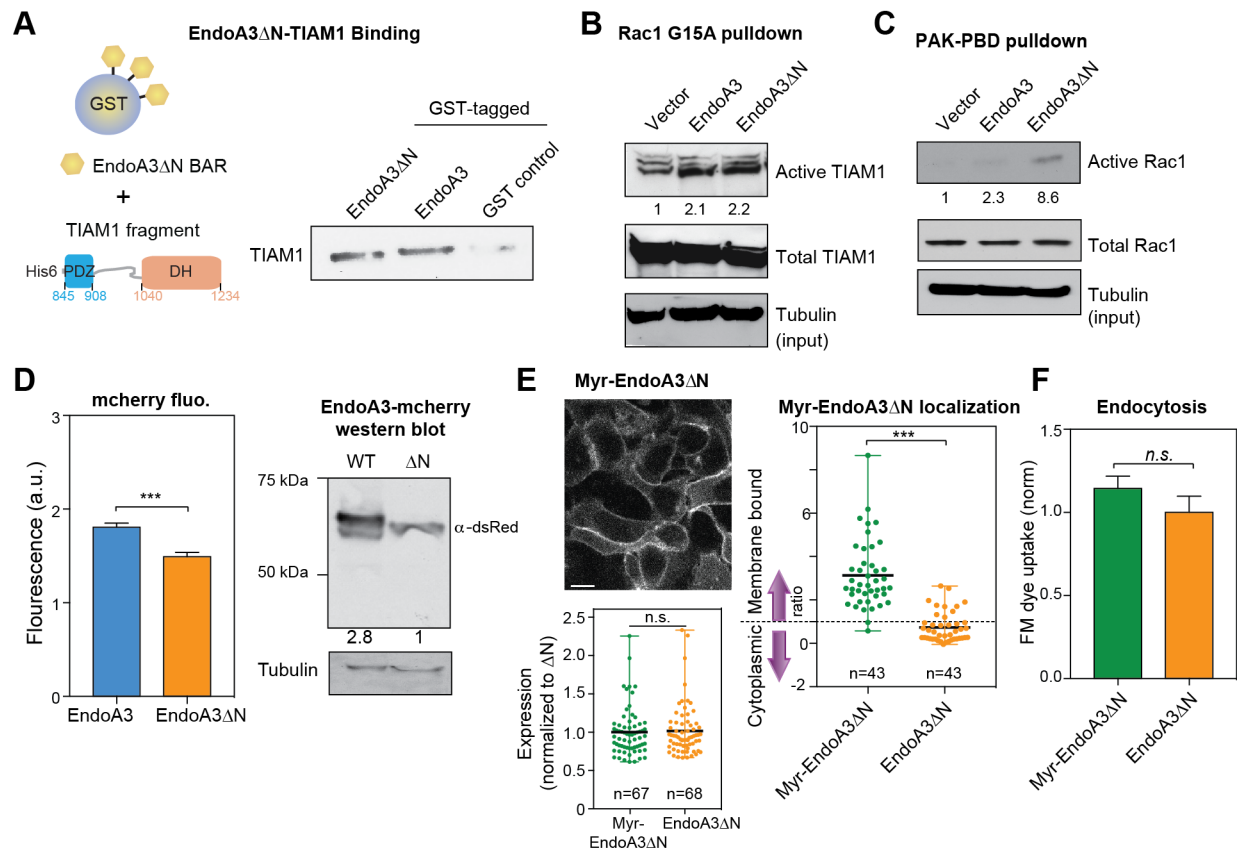 A
EndoA3ΔN-TIAM1 Binding
GST
EndoA3ΔN BAR
+
TIAM1 fragment
His6 PDZ DH
845 908 1040 1234
GST-tagged
EndoA3ΔN
EndoA3
GST control
TIAM1
B
Rac1 G15A pulldown
Vector
EndoA3
EndoA3ΔN
Active TIAM1
1 2.1 2.2
Total TIAM1
Tubulin
(input)
C
PAK-PBD pulldown
Vector
EndoA3
EndoA3ΔN
Active Rac1
1 2.3 8.6
Total Rac1
Tubulin
(input)
D
mcherry fluo.
Flourescence (a.u.)
3
2
1
0
***
EndoA3 EndoA3ΔN
EndoA3-mcherry
western blot
WT ΔN
75 kDa
α-dsRed
50 kDa
2.8 1
Tubulin
E
Myr-EndoA3ΔN
Expression
(normalized to ΔN)
2.5
2.0
1.5
1.0
0.5
0
n.s.
n=67 n=68
Myr-
EndoA3ΔN
EndoA3ΔN
Myr-EndoA3ΔN localization
Cytoplasmic Membrane bound
ratio
10
6
2
0
-2
***
n=43 n=43
Myr-EndoA3ΔN
EndoA3ΔN
F
Endocytosis
FM dye uptake (norm)
1.5
1.0
0.5
0.0
n.s.
Myr-EndoA3ΔN
EndoA3ΔN